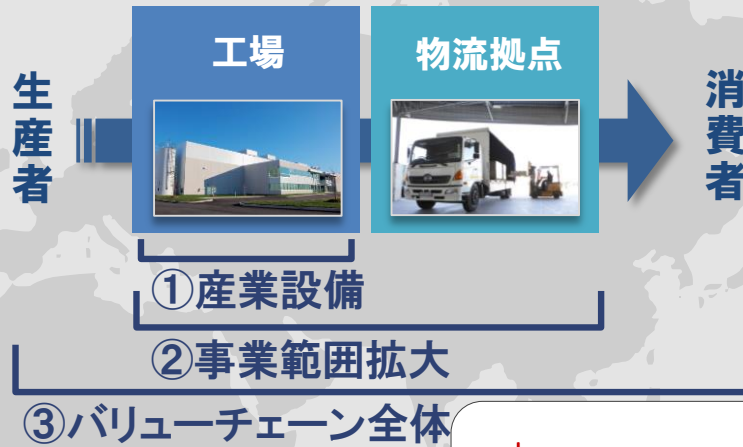 工場
物流拠点
生産者
消費者
①産業設備
②事業範囲拡大
③バリューチェーン全体